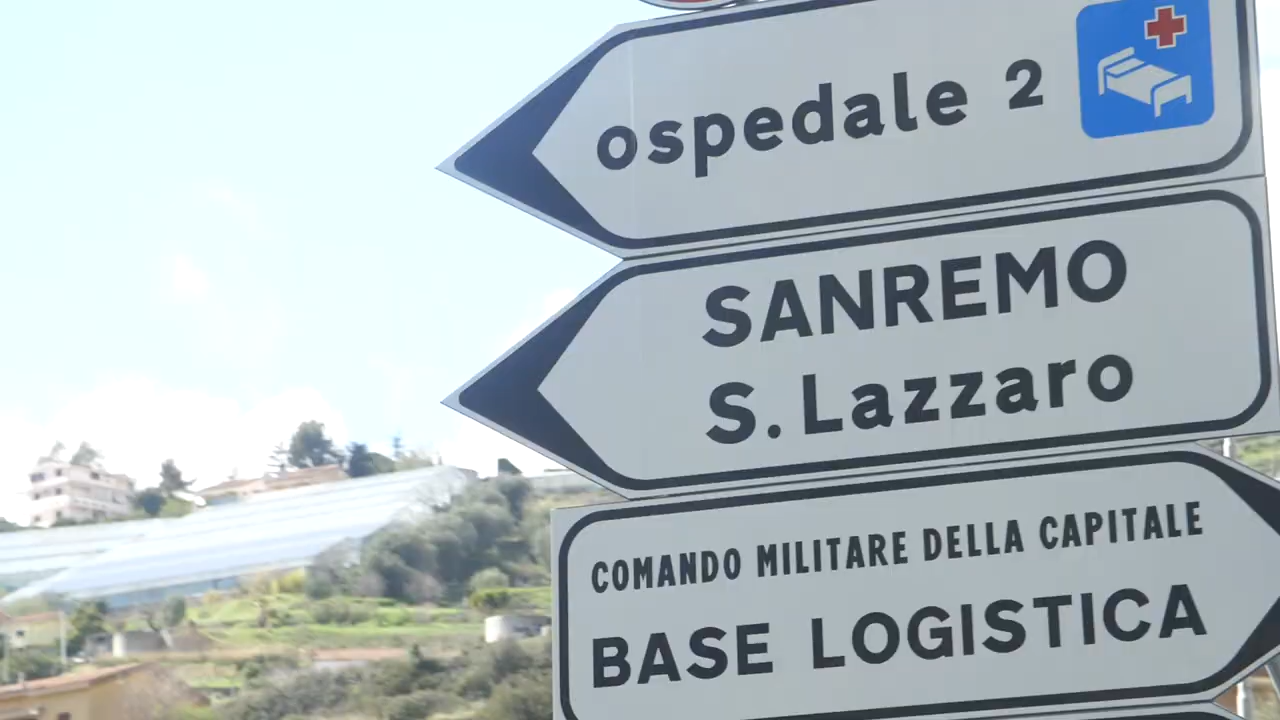 ospedale 2
SANREMO
S. Lazzaro
COMANDO MILITARE DELLA CAPITALE
BASE LOGISTICA